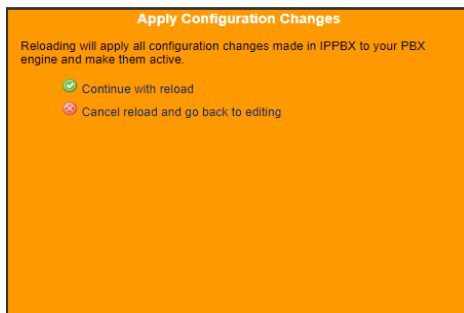 Apply Configuration Changes
Reloading will apply all configuration changes made in IPPBX to your PBX
engine and make them active.
Continue with reload
Cancel reload and go back to editing